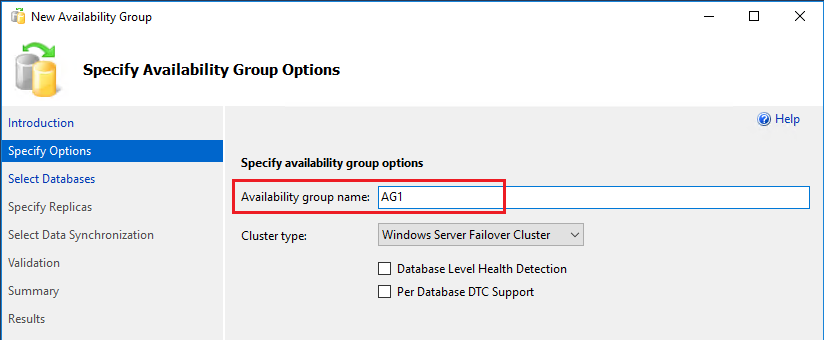 New Availability Group
Specify Availability Group Options
Introduction
Help
Specify Options
Specify availability group options
Select Databases
Availability group name: AG1
Specify Replicas
Select Data Synchronization
Cluster type: Windows Server Failover Cluster
Validation
Database Level Health Detection
Summary
Per Database DTC Support
Results